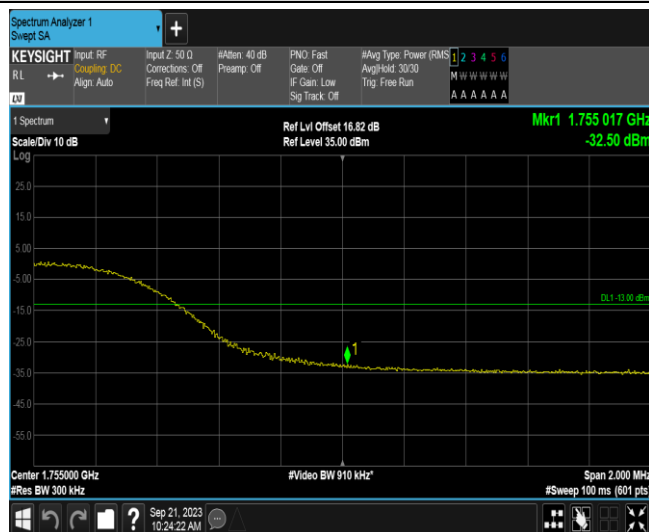 Spectrum Analyzer 1
Swept SA
+
KEYSIGHT
RL
LXI
Input: RF
Coupling: DC
Align: Auto
Input Z: 50 Ω
Corrections: Off
Freq Ref: Int (S)
#Atten: 40 dB
Preamp: Off
PNO: Fast
Gate: Off
IF Gain: Low
Sig Track: Off
#Avg Type: Power (RMS
Avg|Hold: 30/30
Trig: Free Run
1 2 3 4 5 6
M W W W W W
A A A A A A
1 Spectrum
Scale/Div 10 dB
Log
Ref Lvl Offset 16.82 dB
Ref Level 35.00 dBm
Mkr1 1.755 017 GHz
-32.50 dBm
25.0
15.0
5.00
-5.00
DL1 -13.00 dBm
-15.0
-25.0
1
-35.0
-45.0
-55.0
Center 1.755000 GHz
#Res BW 300 kHz
#Video BW 910 kHz*
Span 2.000 MHz
#Sweep 100 ms (601 pts)
?
Sep 21, 2023
10:24:22 AM